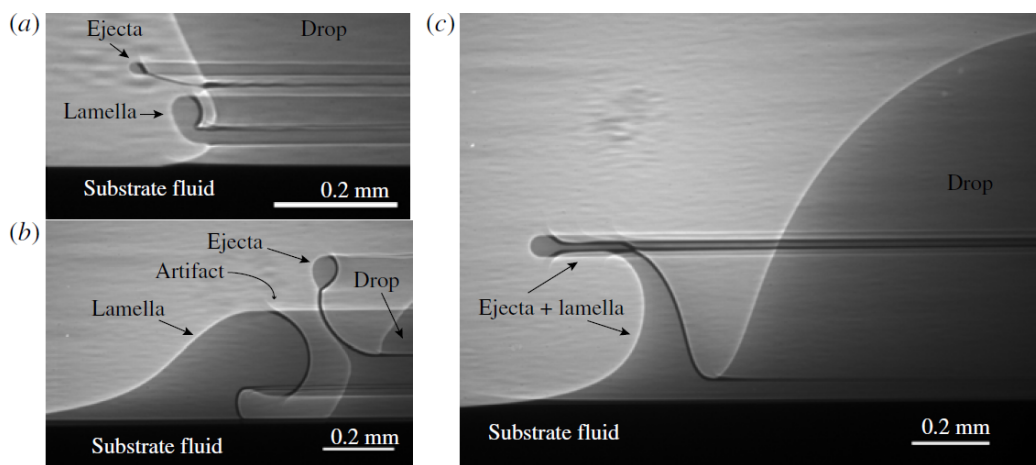 (a)
Ejecta
Drop
Lamella
Substrate fluid
0.2 mm
(b)
Ejecta
Artifact
Drop
Lamella
Substrate fluid
0.2 mm
(c)
Drop
Ejecta + lamella
Substrate fluid
0.2 mm